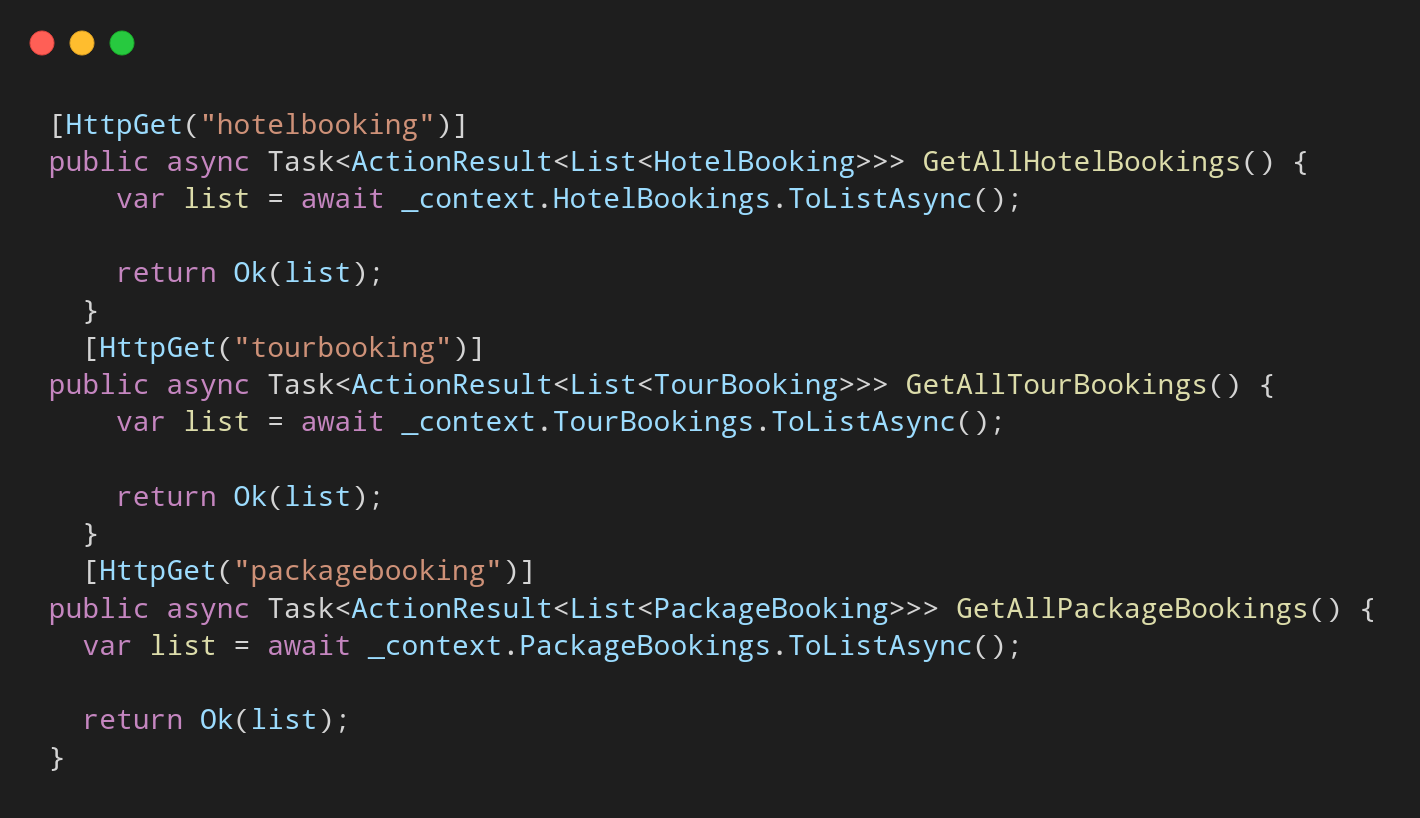 [HttpGet("hotelbooking")]
public async Task<ActionResult<List<HotelBooking>>> GetAllHotelBookings() {
    var list = await _context.HotelBookings.ToListAsync();

    return Ok(list);
  }
  [HttpGet("tourbooking")]
public async Task<ActionResult<List<TourBooking>>> GetAllTourBookings() {
    var list = await _context.TourBookings.ToListAsync();

    return Ok(list);
  }
  [HttpGet("packagebooking")]
public async Task<ActionResult<List<PackageBooking>>> GetAllPackageBookings() {
  var list = await _context.PackageBookings.ToListAsync();

  return Ok(list);
}